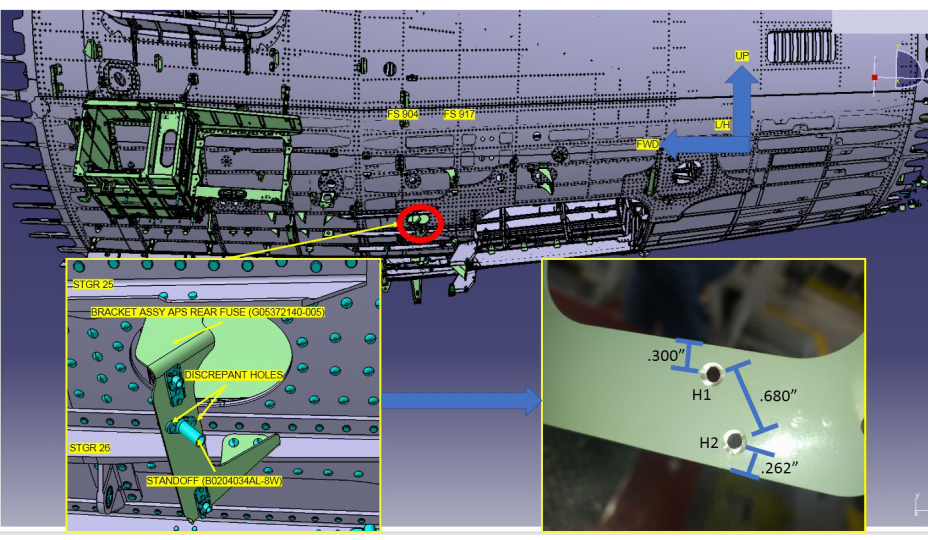 UP
FS 904
FS 917
L/H
FWD
STGR 25
BRACKET ASSY APS REAR FUSE (G05372140-005)
DISCREPANT HOLES
STGR 26
STANDOFF (B0204034AL-8W)
.300”
H1
.680”
H2
.262”